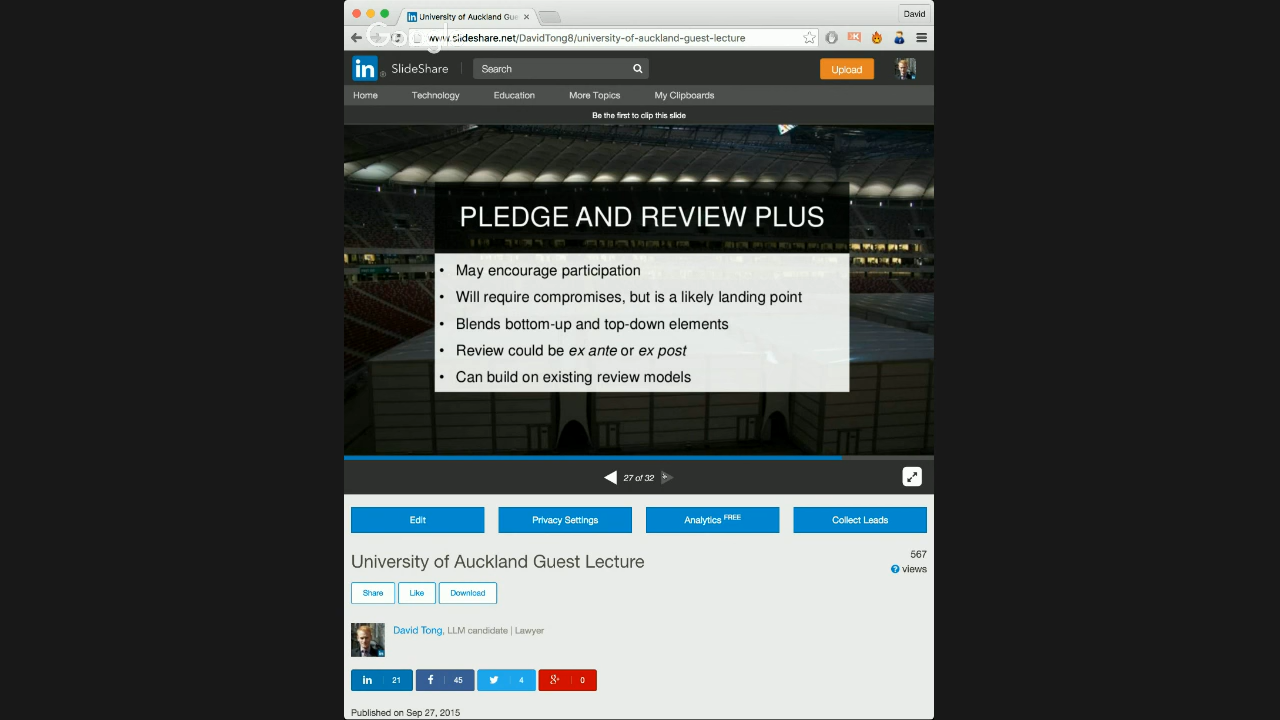 University of Auckland Gue
David
Google
www.slideshare.net/DavidTong8/university-of-auckland-guest-lecture
in SlideShare
Search
Upload
Home
Technology
Education
More Topics
My Clipboards
Be the first to clip this slide
PLEDGE AND REVIEW PLUS
• May encourage participation
• Will require compromises, but is a likely landing point
• Blends bottom-up and top-down elements
• Review could be ex ante or ex post
• Can build on existing review models
27 of 32
Edit
Privacy Settings
Analytics FREE
Collect Leads
University of Auckland Guest Lecture
567
views
Share
Like
Download
David Tong, LLM candidate | Lawyer
in 21
f 45
4
g+ 0
Published on Sep 27, 2015